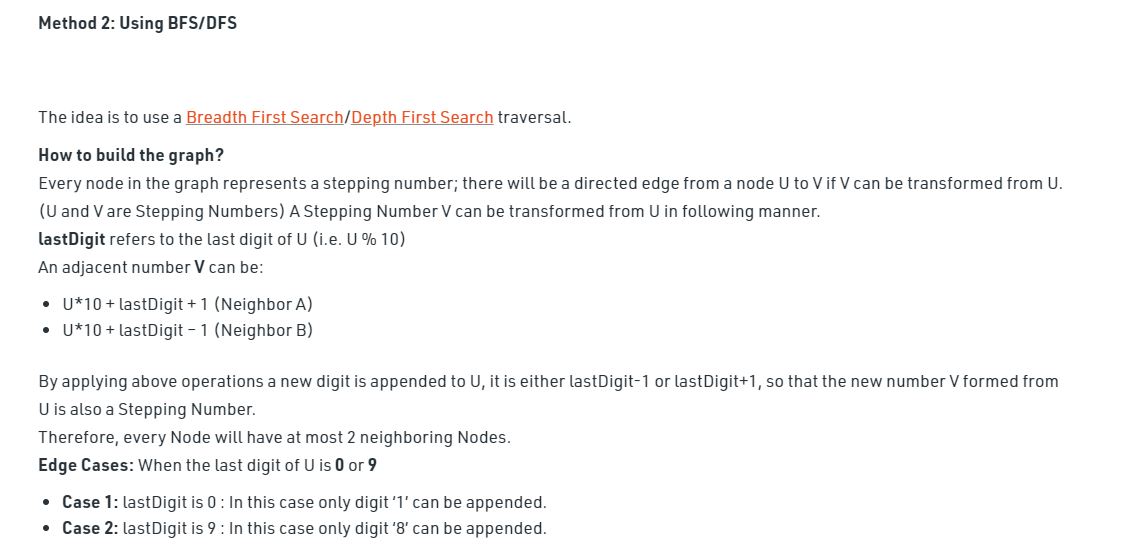 Method 2: Using BFS/DFS
The idea is to use a Breadth First Search/Depth First Search traversal.
How to build the graph?
Every node in the graph represents a stepping number; there will be a directed edge from a node U to V if V can be transformed from U.
(U and V are Stepping Numbers) A Stepping Number V can be transformed from U in following manner.
lastDigit refers to the last digit of U (i.e. U % 10)
An adjacent number V can be:
• U*10 + lastDigit + 1 (Neighbor A)
• U*10 + lastDigit − 1 (Neighbor B)
By applying above operations a new digit is appended to U, it is either lastDigit-1 or lastDigit+1, so that the new number V formed from
U is also a Stepping Number.
Therefore, every Node will have at most 2 neighboring Nodes.
Edge Cases: When the last digit of U is 0 or 9
• Case 1: lastDigit is 0 : In this case only digit ‘1’ can be appended.
• Case 2: lastDigit is 9 : In this case only digit ‘8’ can be appended.